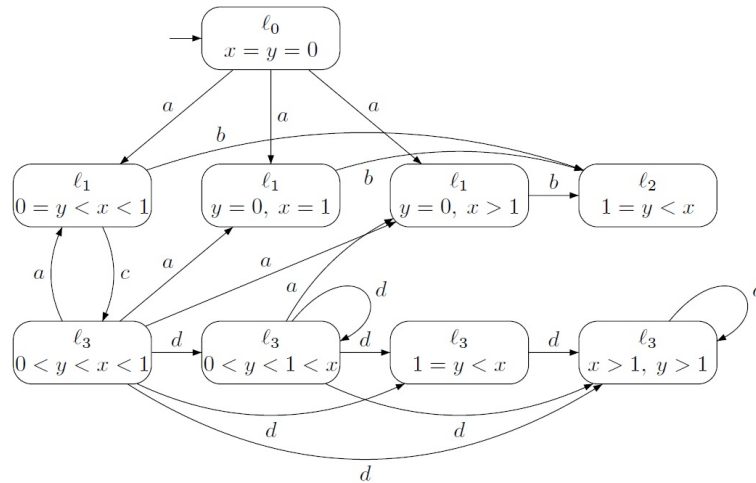 ℓ₀
x = y = 0
a
a
a
b
b
b
ℓ₁
0 = y < x < 1
ℓ₁
y = 0, x = 1
ℓ₁
y = 0, x > 1
ℓ₂
1 = y < x
a
c
a
a
a
d
d
ℓ₃
0 < y < x < 1
d
ℓ₃
0 < y < 1 < x
d
ℓ₃
1 = y < x
d
ℓ₃
x > 1, y > 1
d
d
d